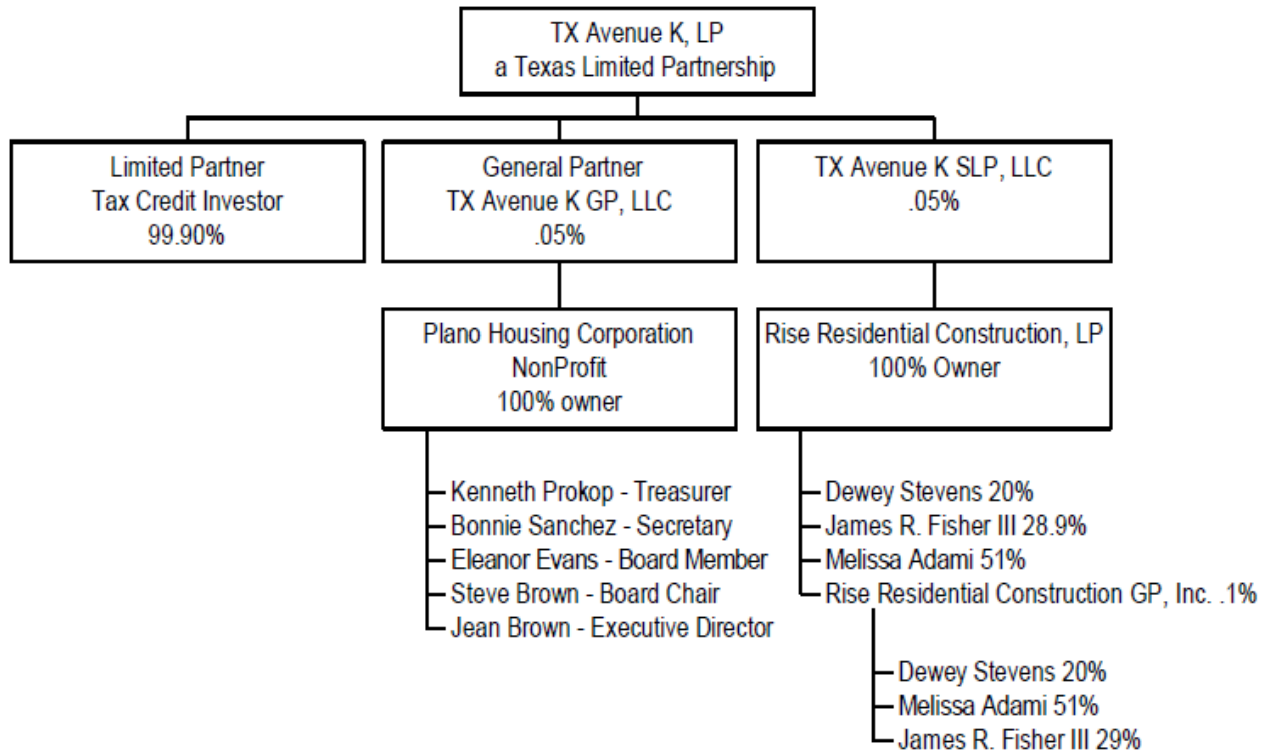 TX Avenue K, LP
a Texas Limited Partnership
Limited Partner
Tax Credit Investor
99.90%
General Partner
TX Avenue K GP, LLC
.05%
TX Avenue K SLP, LLC
.05%
Plano Housing Corporation
NonProfit
100% owner
Rise Residential Construction, LP
100% Owner
Kenneth Prokop - Treasurer
Bonnie Sanchez - Secretary
Eleanor Evans - Board Member
Steve Brown - Board Chair
Jean Brown - Executive Director
Dewey Stevens 20%
James R. Fisher III 28.9%
Melissa Adami 51%
Rise Residential Construction GP, Inc. .1%
Dewey Stevens 20%
Melissa Adami 51%
James R. Fisher III 29%